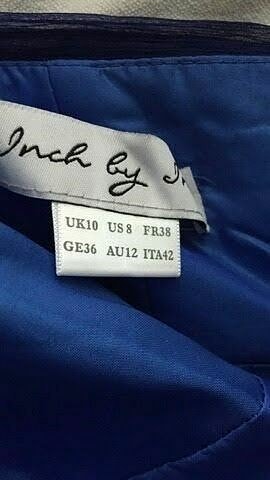 Inch by
UK10 US8 FR38
GE36 AU12 ITA42